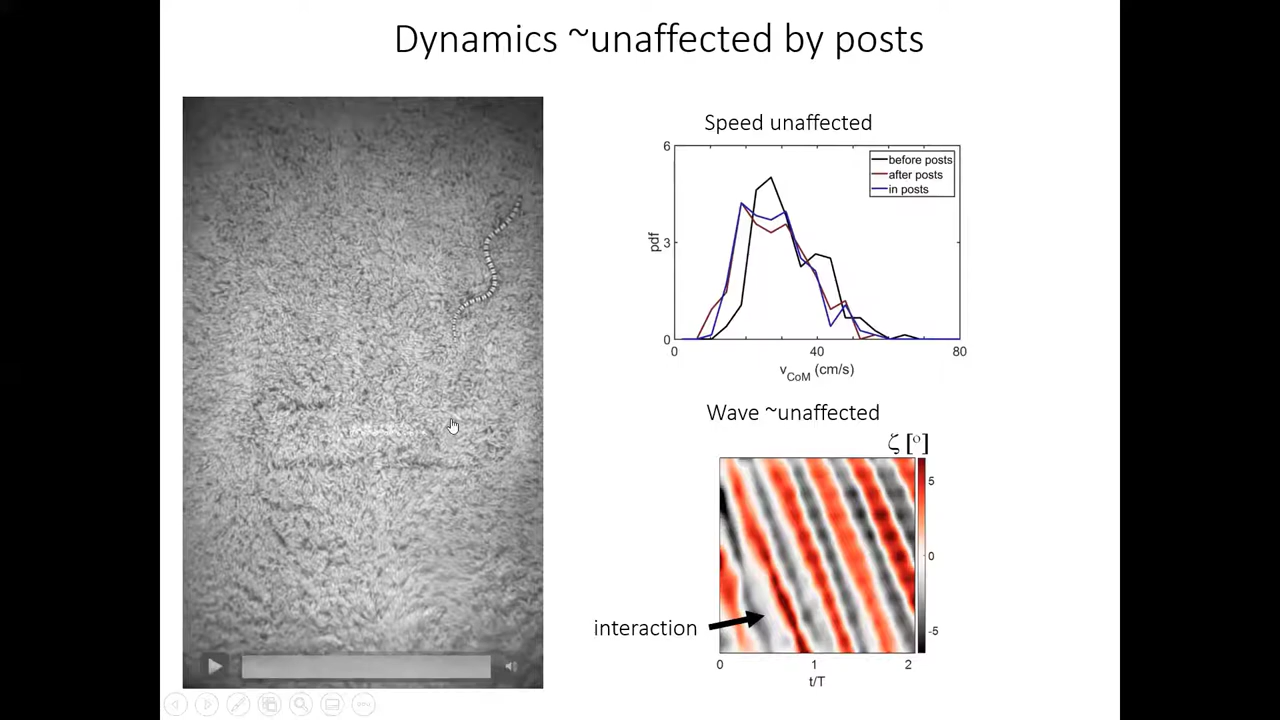 Dynamics ~unaffected by posts
Speed unaffected
6
3
0
pdf
before posts
after posts
in posts
0 40 80
vCoM (cm/s)
Wave ~unaffected
ζ [°]
5
0
-5
interaction
0 1 2
t/T